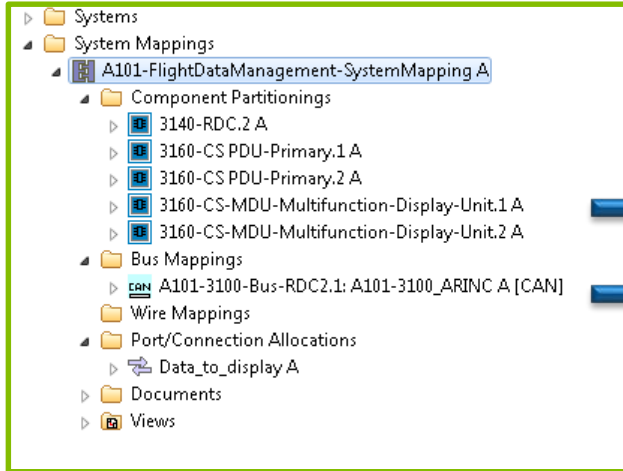 Systems
System Mappings
A101-FlightDataManagement-SystemMapping A
Component Partitionings
3140-RDC.2 A
3160-CS PDU-Primary.1 A
3160-CS PDU-Primary.2 A
3160-CS-MDU-Multifunction-Display-Unit.1 A
3160-CS-MDU-Multifunction-Display-Unit.2 A
Bus Mappings
CAN A101-3100-Bus-RDC2.1: A101-3100_ARINC A [CAN]
Wire Mappings
Port/Connection Allocations
Data_to_display A
Documents
Views